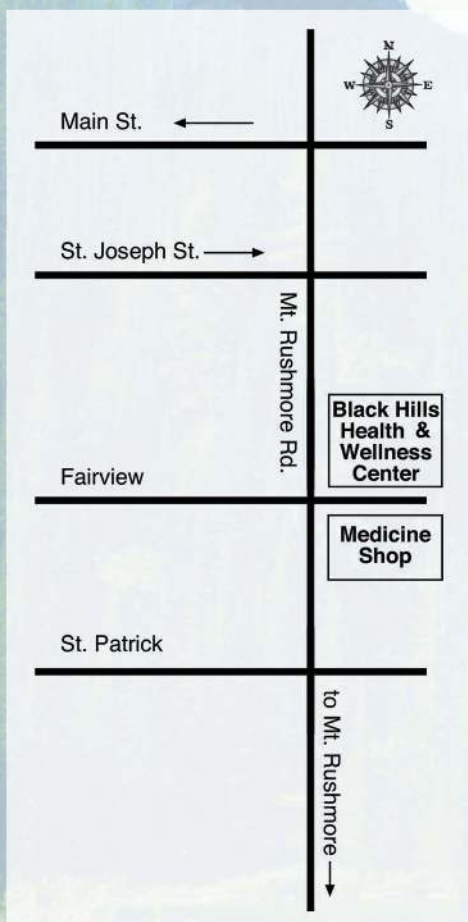 N
W E
S
Main St.
St. Joseph St.
Mt. Rushmore Rd.
Black Hills
Health &
Wellness
Center
Fairview
Medicine
Shop
St. Patrick
to Mt. Rushmore